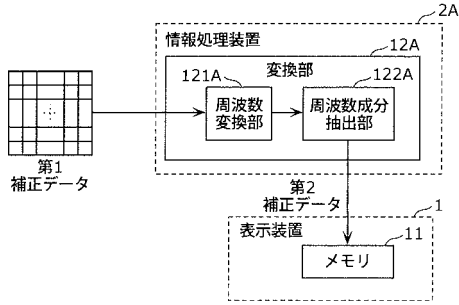 2A
情報処理装置
12A
変換部
121A
122A
周波数
変換部
周波数成分
抽出部
第1
補正データ
第2
補正データ
1
表示装置
11
メモリ